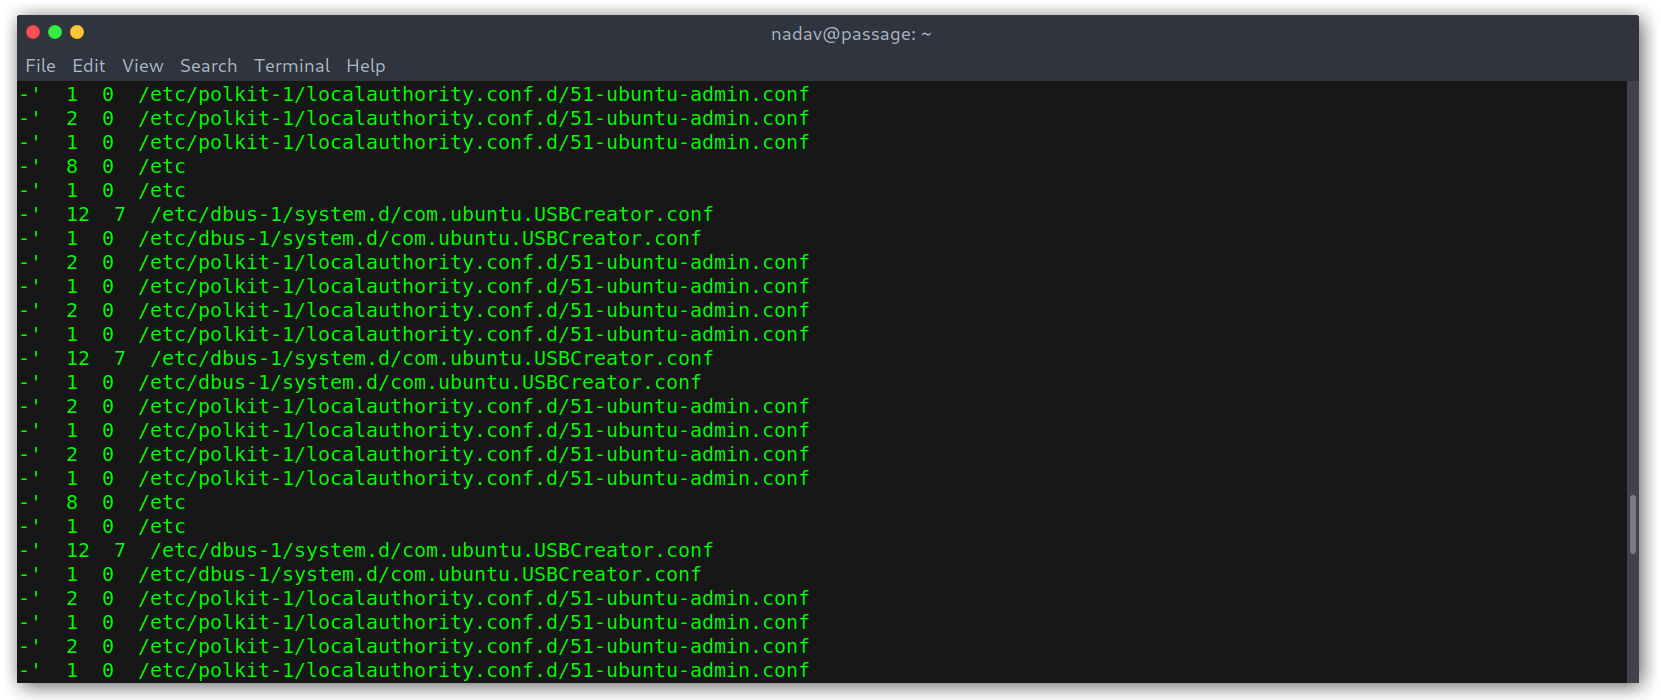 nadav@passage: ~
File Edit View Search Terminal Help
-'  1  0  /etc/polkit-1/localauthority.conf.d/51-ubuntu-admin.conf
-'  2  0  /etc/polkit-1/localauthority.conf.d/51-ubuntu-admin.conf
-'  1  0  /etc/polkit-1/localauthority.conf.d/51-ubuntu-admin.conf
-'  8  0  /etc
-'  1  0  /etc
-'  12  7  /etc/dbus-1/system.d/com.ubuntu.USBCreator.conf
-'  1  0  /etc/dbus-1/system.d/com.ubuntu.USBCreator.conf
-'  2  0  /etc/polkit-1/localauthority.conf.d/51-ubuntu-admin.conf
-'  1  0  /etc/polkit-1/localauthority.conf.d/51-ubuntu-admin.conf
-'  2  0  /etc/polkit-1/localauthority.conf.d/51-ubuntu-admin.conf
-'  1  0  /etc/polkit-1/localauthority.conf.d/51-ubuntu-admin.conf
-'  12  7  /etc/dbus-1/system.d/com.ubuntu.USBCreator.conf
-'  1  0  /etc/dbus-1/system.d/com.ubuntu.USBCreator.conf
-'  2  0  /etc/polkit-1/localauthority.conf.d/51-ubuntu-admin.conf
-'  1  0  /etc/polkit-1/localauthority.conf.d/51-ubuntu-admin.conf
-'  2  0  /etc/polkit-1/localauthority.conf.d/51-ubuntu-admin.conf
-'  1  0  /etc/polkit-1/localauthority.conf.d/51-ubuntu-admin.conf
-'  8  0  /etc
-'  1  0  /etc
-'  12  7  /etc/dbus-1/system.d/com.ubuntu.USBCreator.conf
-'  1  0  /etc/dbus-1/system.d/com.ubuntu.USBCreator.conf
-'  2  0  /etc/polkit-1/localauthority.conf.d/51-ubuntu-admin.conf
-'  1  0  /etc/polkit-1/localauthority.conf.d/51-ubuntu-admin.conf
-'  2  0  /etc/polkit-1/localauthority.conf.d/51-ubuntu-admin.conf
-'  1  0  /etc/polkit-1/localauthority.conf.d/51-ubuntu-admin.conf